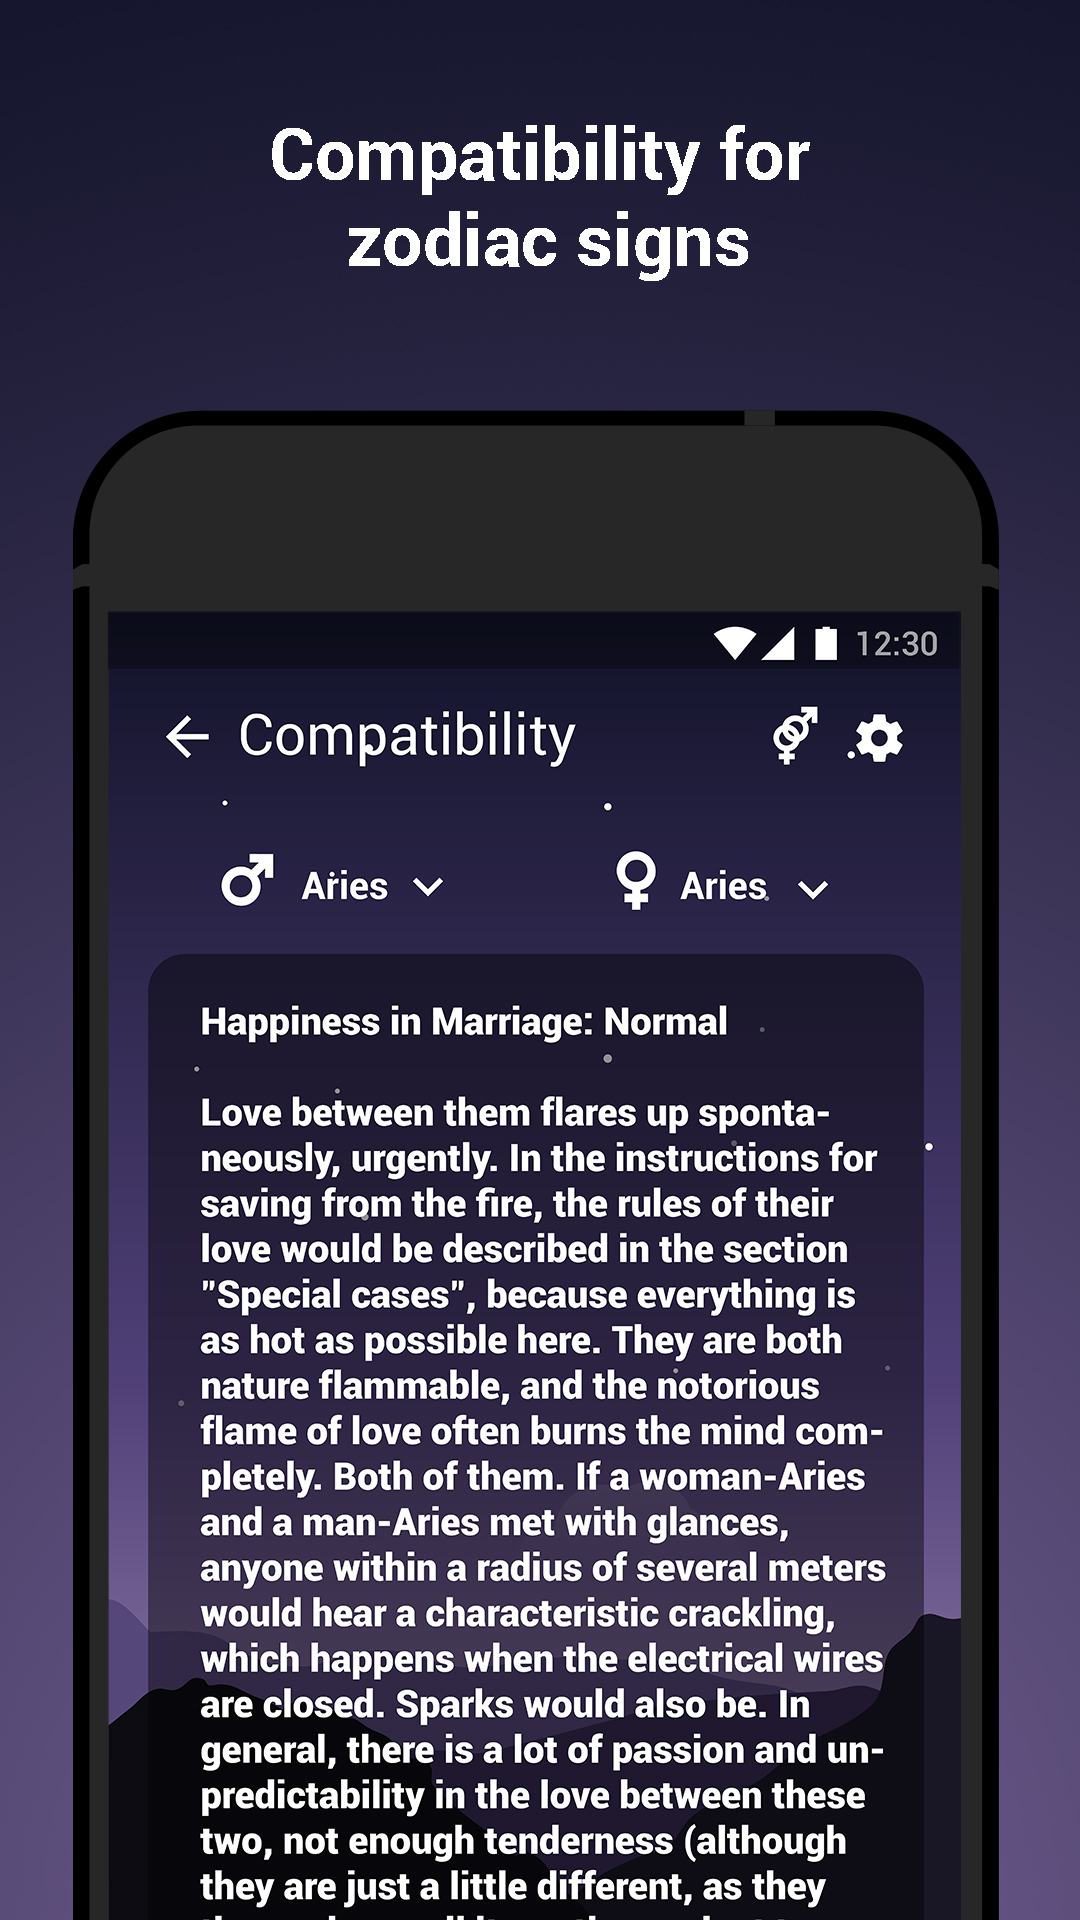 Compatibility for
zodiac signs
12:30
Compatibility
Aries
Aries
Happiness in Marriage: Normal
Love between them flares up sponta-
neously, urgently. In the instructions for
saving from the fire, the rules of their
love would be described in the section
"Special cases", because everything is
as hot as possible here. They are both
nature flammable, and the notorious
flame of love often burns the mind com-
pletely. Both of them. If a woman-Aries
and a man-Aries met with glances,
anyone within a radius of several meters
would hear a characteristic crackling,
which happens when the electrical wires
are closed. Sparks would also be. In
general, there is a lot of passion and un-
predictability in the love between these
two, not enough tenderness (although
they are just a little different, as they